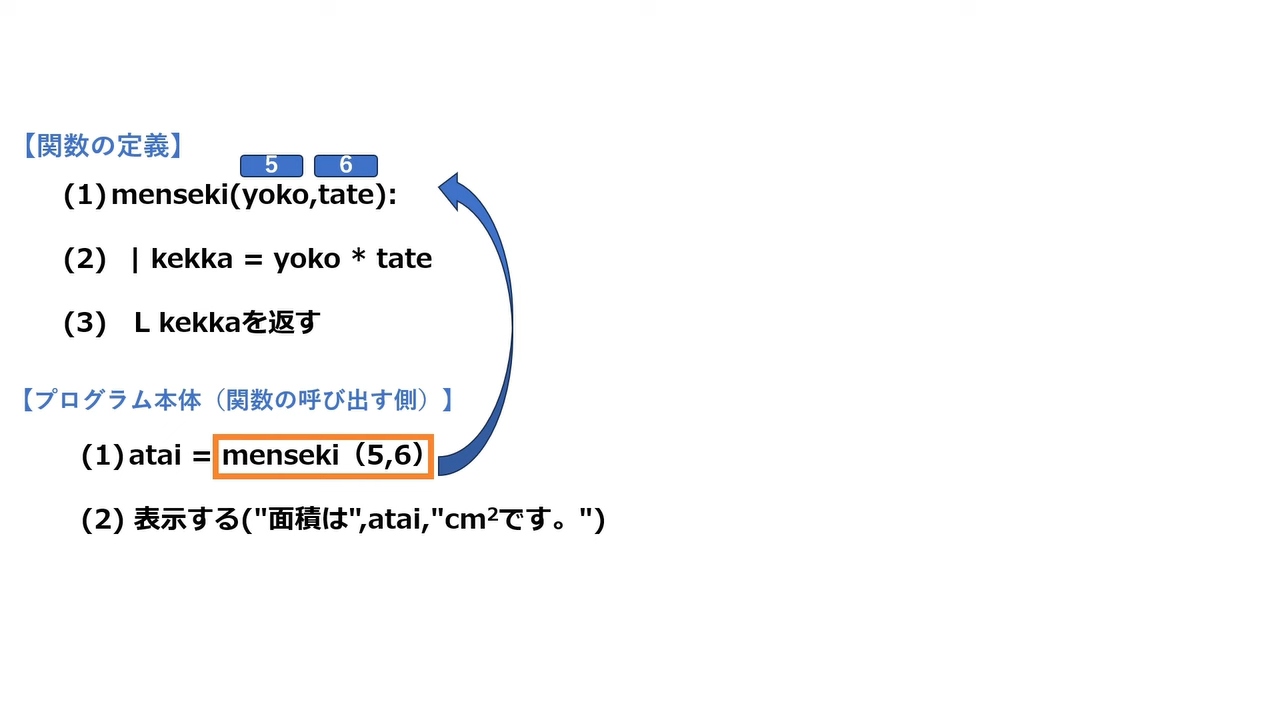 【関数の定義】
5 6
(1) menseki(yoko,tate):
(2) | kekka = yoko * tate
(3) L kekkaを返す
【プログラム本体（関数の呼び出す側）】
(1) atai = menseki（5,6）
(2) 表示する("面積は",atai,"cm²です。")